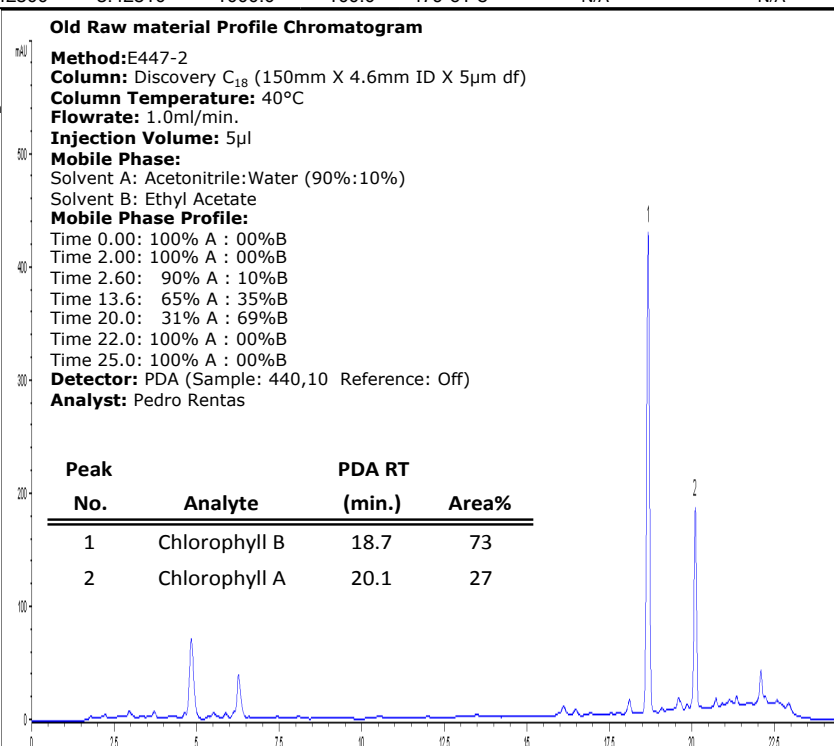 Old Raw material Profile Chromatogram
mAU
Method:E447-2
Column: Discovery C18 (150mm X 4.6mm ID X 5µm df)
Column Temperature: 40°C
Flowrate: 1.0ml/min.
Injection Volume: 5µl
Mobile Phase:
Solvent A: Acetonitrile:Water (90%:10%)
Solvent B: Ethyl Acetate
Mobile Phase Profile:
Time 0.00: 100% A : 00%B
Time 2.00: 100% A : 00%B
Time 2.60: 90% A : 10%B
Time 13.6: 65% A : 35%B
Time 20.0: 31% A : 69%B
Time 22.0: 100% A : 00%B
Time 25.0: 100% A : 00%B
Detector: PDA (Sample: 440,10 Reference: Off)
Analyst: Pedro Rentas
Peak PDA RT
No. Analyte (min.) Area%
1 Chlorophyll B 18.7 73
2 Chlorophyll A 20.1 27
1
2
500
400
300
200
100
0
0 2.5 5 7.5 10 12.5 15 17.5 20 22.5